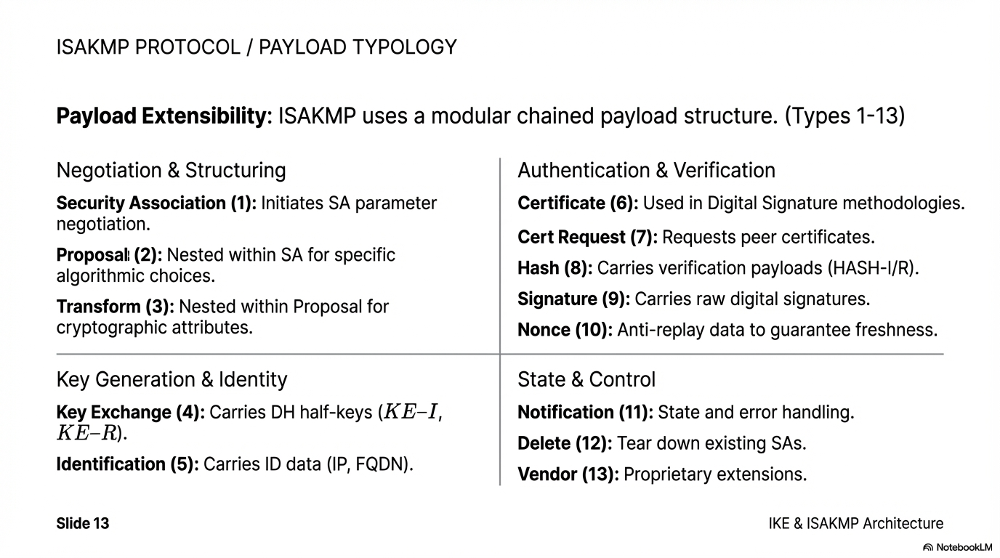 ISAKMP PROTOCOL / PAYLOAD TYPOLOGY
Payload Extensibility: ISAKMP uses a modular chained payload structure. (Types 1-13)
Negotiation & Structuring
Security Association (1): Initiates SA parameter
negotiation.
Proposal (2): Nested within SA for specific
algorithmic choices.
Transform (3): Nested within Proposal for
cryptographic attributes.
Authentication & Verification
Certificate (6): Used in Digital Signature methodologies.
Cert Request (7): Requests peer certificates.
Hash (8): Carries verification payloads (HASH-I/R).
Signature (9): Carries raw digital signatures.
Nonce (10): Anti-replay data to guarantee freshness.
Key Generation & Identity
Key Exchange (4): Carries DH half-keys (KE–I,
KE–R).
Identification (5): Carries ID data (IP, FQDN).
State & Control
Notification (11): State and error handling.
Delete (12): Tear down existing SAs.
Vendor (13): Proprietary extensions.
Slide 13
IKE & ISAKMP Architecture
NotebookLM